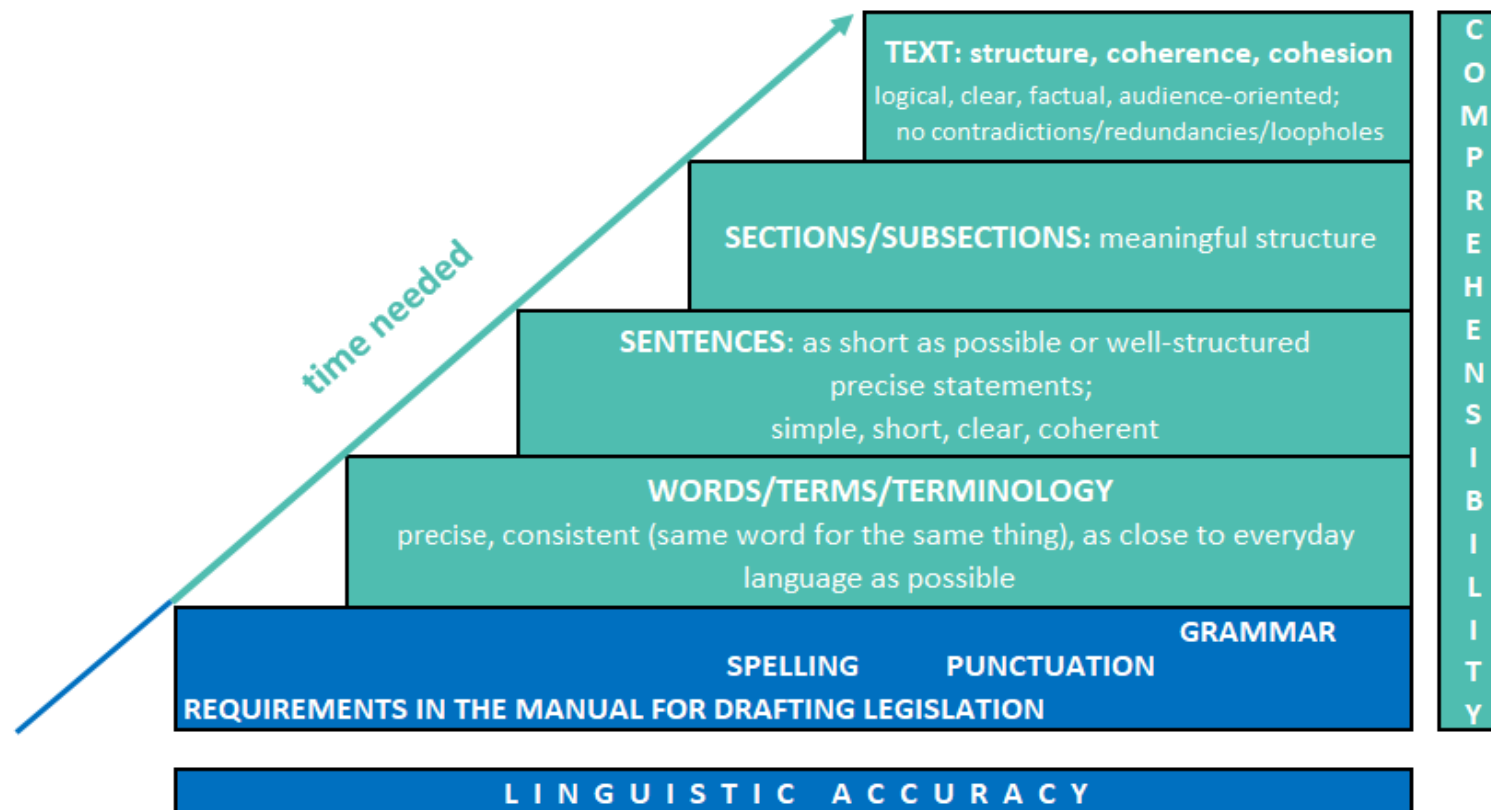 TEXT: structure, coherence, cohesion
logical, clear, factual, audience-oriented;
no contradictions/redundancies/loopholes
SECTIONS/SUBSECTIONS: meaningful structure
time needed
SENTENCES: as short as possible or well-structured
precise statements;
simple, short, clear, coherent
WORDS/TERMS/TERMINOLOGY
precise, consistent (same word for the same thing), as close to everyday
language as possible
GRAMMAR
SPELLING PUNCTUATION
REQUIREMENTS IN THE MANUAL FOR DRAFTING LEGISLATION
LINGUISTIC ACCURACY
COMPREHENSIBILITY